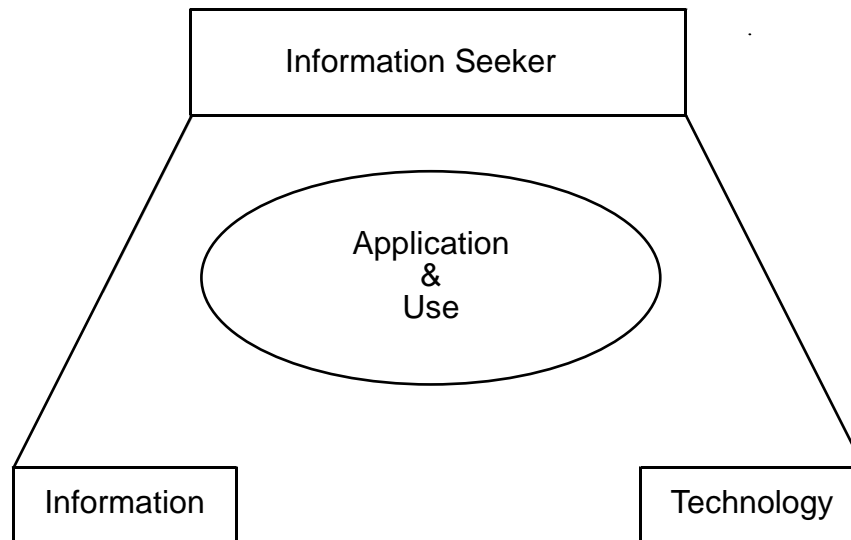 Information Seeker
Application
&
Use
Information
Technology